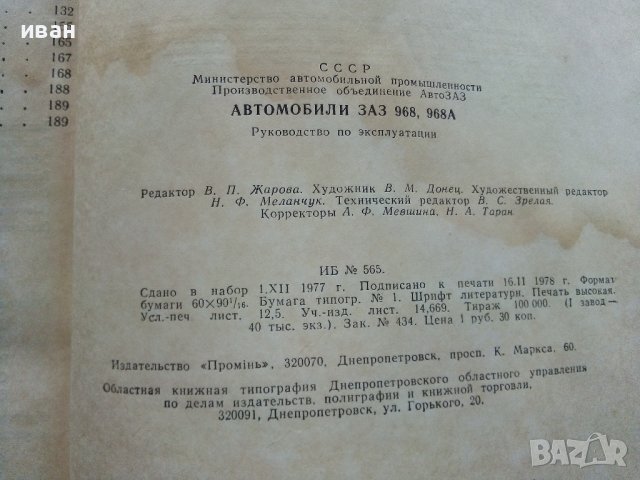 иван
132
165
167
168
188
189
189
СССР
Министерство автомобильной промышленности
Производственное объединение АвтоЗАЗ
АВТОМОБИЛИ ЗАЗ 968, 968А
Руководство по эксплуатации
Редактор В. П. Жарова. Художник В. М. Донец. Художественный редактор
Н. Ф. Меланчук. Технический редактор В. С. Зрелая.
Корректоры А. Ф. Мевшина, Н. А. Таран.
ИБ № 565.
Сдано в набор 1.XII 1977 г. Подписано к печати 16.II 1978 г. Формат
бумаги 60×90¹/₁₆. Бумага типогр. № 1. Шрифт литературн. Печать высокая.
Усл.-печ. лист. 12,5. Уч.-изд. лист. 14,669. Тираж 100 000. (I завод—
40 тыс. экз.). Зак. № 434. Цена 1 руб. 30 коп.
Издательство «Промінь», 320070, Днепропетровск, просп. К. Маркса, 60.
Областная книжная типография Днепропетровского областного управления
по делам издательств, полиграфии и книжной торговли,
320091, Днепропетровск, ул. Горького, 20.
BAZAR
bg